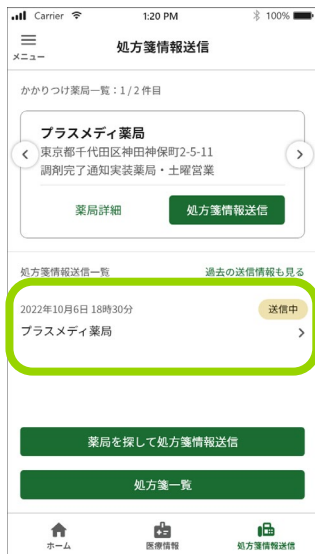 Carrier 1:20 PM 100%
メニュー
処方箋情報送信
かかりつけ薬局一覧：1 / 2 件目
プラスメディ薬局
東京都千代田区神田神保町2-5-11
調剤完了通知実装薬局・土曜営業
薬局詳細 処方箋情報送信
処方箋情報送信一覧 過去の送信情報も見る
2022年10月6日 18時30分 送信中
プラスメディ薬局
薬局を探して処方箋情報送信
処方箋一覧
ホーム 医療情報 処方箋情報送信